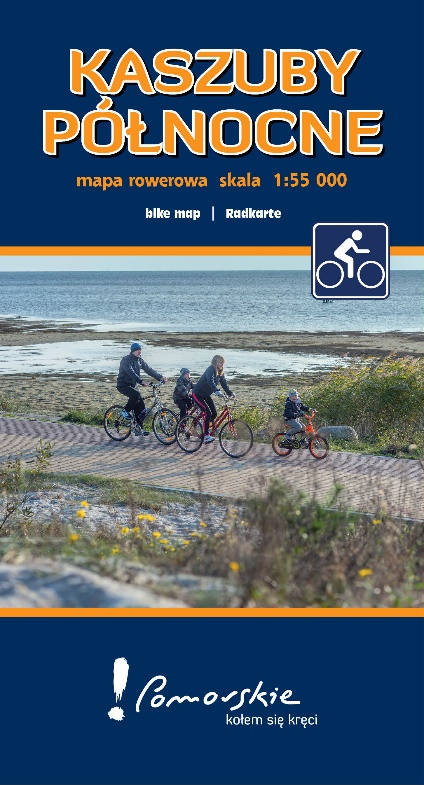 KASZUBY
PÓŁNOCNE
mapa rowerowa skala 1:55 000
bike map | Radkarte
Pomorskie
kołem się kręci